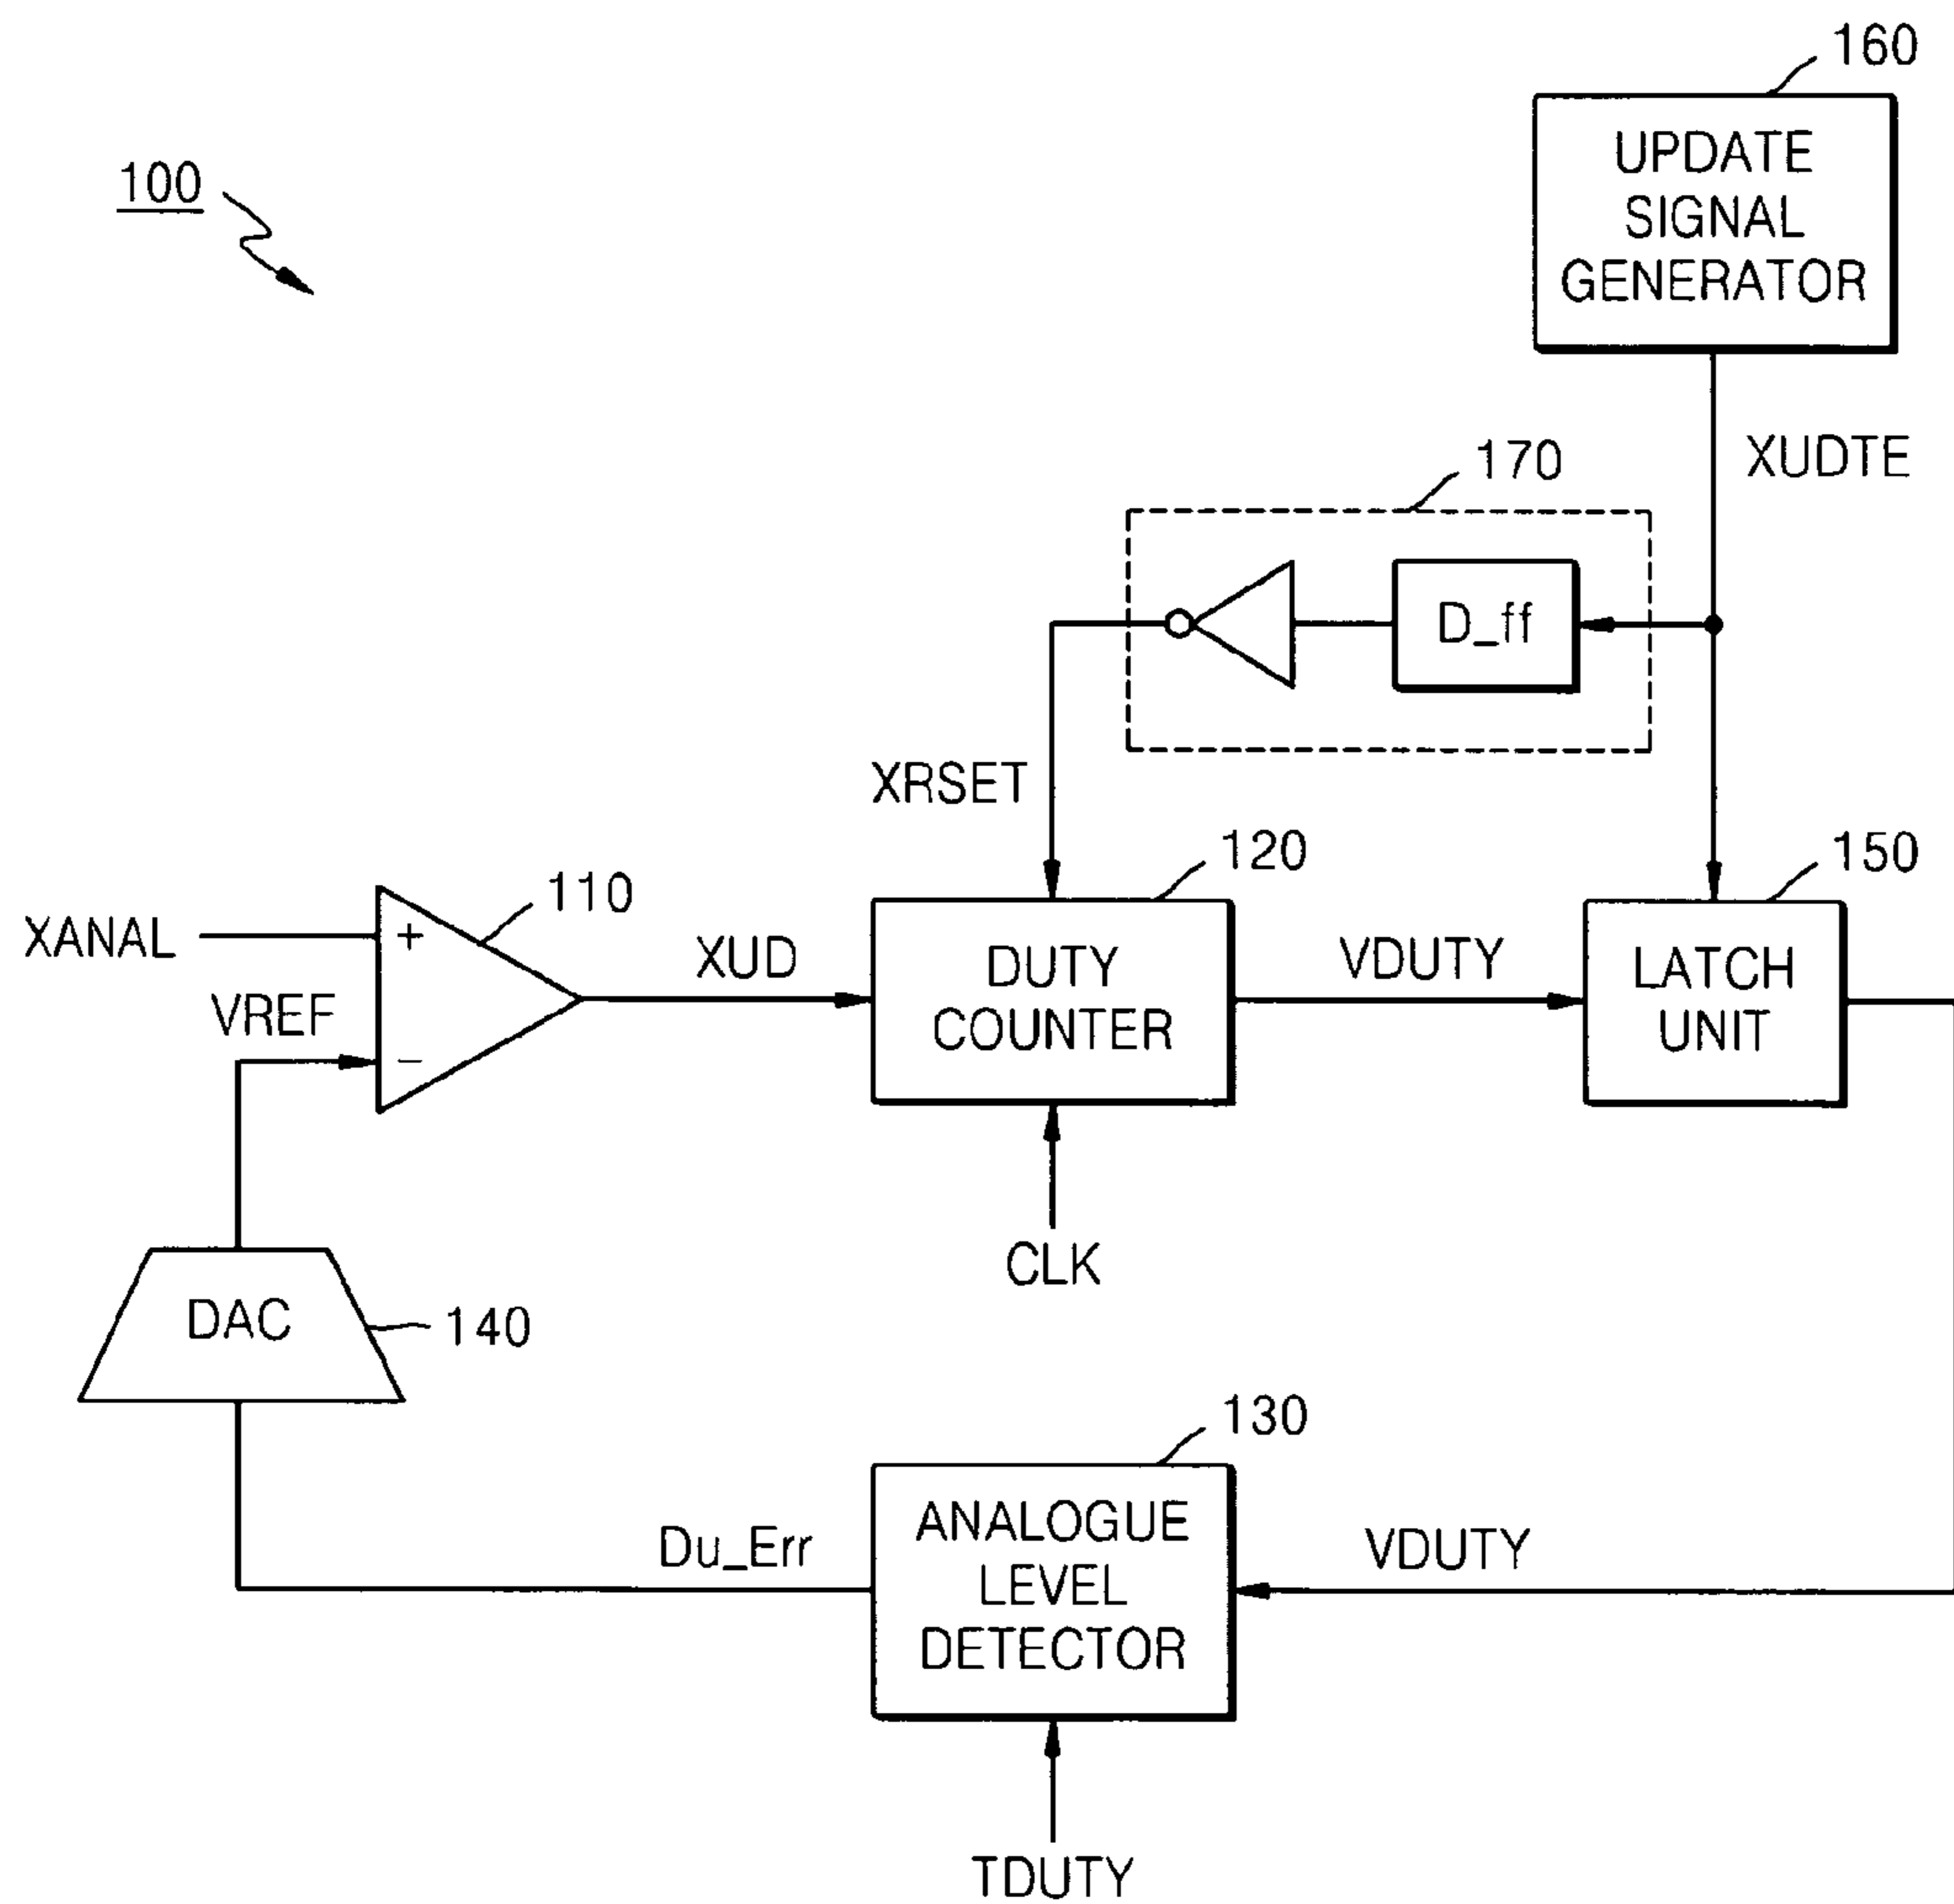 160
UPDATE
SIGNAL
GENERATOR
100
XUDTE
170
D_ff
XRSET
120
150
110
XANAL
+
XUD
DUTY
COUNTER
VDUTY
LATCH
UNIT
VREF
−
CLK
DAC
140
130
Du_Err
ANALOGUE
LEVEL
DETECTOR
VDUTY
TDUTY